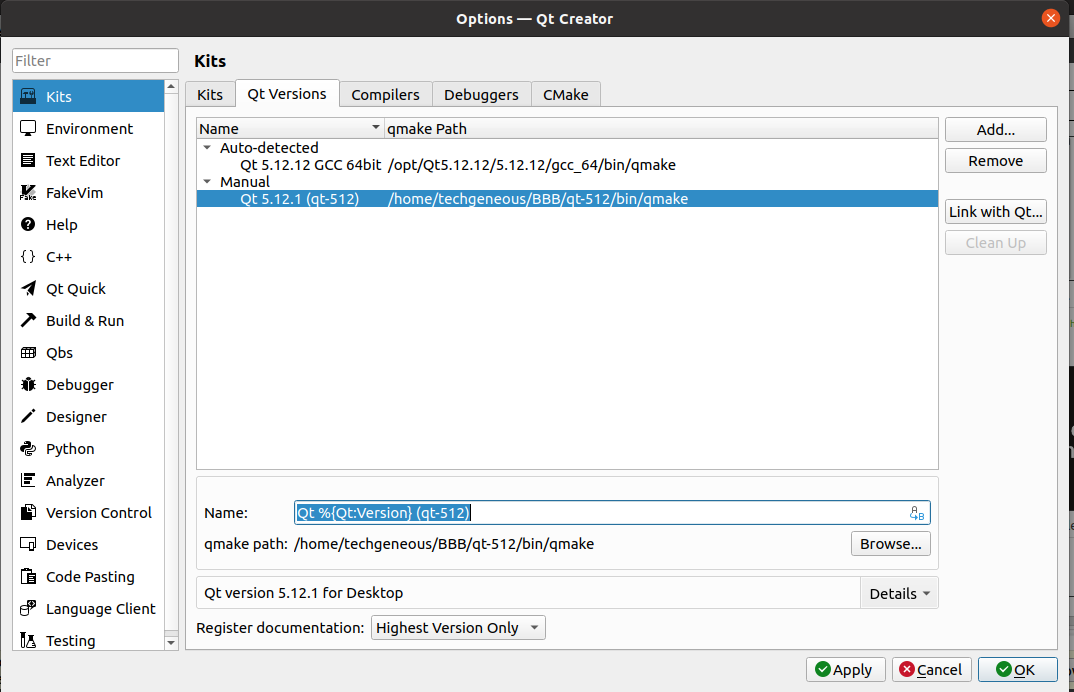 Options — Qt Creator
Filter
Kits
Kits
Environment
Text Editor
FakeVim
Help
C++
Qt Quick
Build & Run
Qbs
Debugger
Designer
Python
Analyzer
Version Control
Devices
Code Pasting
Language Client
Testing
Kits Qt Versions Compilers Debuggers CMake
Name qmake Path
Auto-detected
Qt 5.12.12 GCC 64bit /opt/Qt5.12.12/5.12.12/gcc_64/bin/qmake
Manual
Qt 5.12.1 (qt-512) /home/techgeneous/BBB/qt-512/bin/qmake
Add...
Remove
Link with Qt...
Clean Up
Name: Qt %{Qt:Version} (qt-512)
qmake path: /home/techgeneous/BBB/qt-512/bin/qmake Browse...
Qt version 5.12.1 for Desktop Details
Register documentation: Highest Version Only
Apply Cancel OK